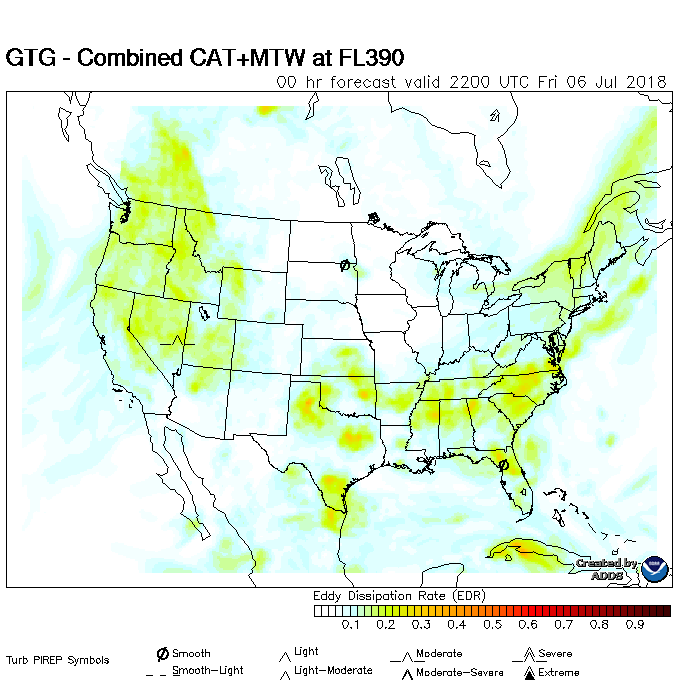 GTG - Combined CAT+MTW at FL390
00 hr forecast valid 2200 UTC Fri 06 Jul 2018
Created by
ADDS
Eddy Dissipation Rate (EDR)
0.1 0.2 0.3 0.4 0.5 0.6 0.7 0.8 0.9
Turb PIREP Symbols
Smooth Light Moderate Severe
Smooth-Light Light-Moderate Moderate-Severe Extreme